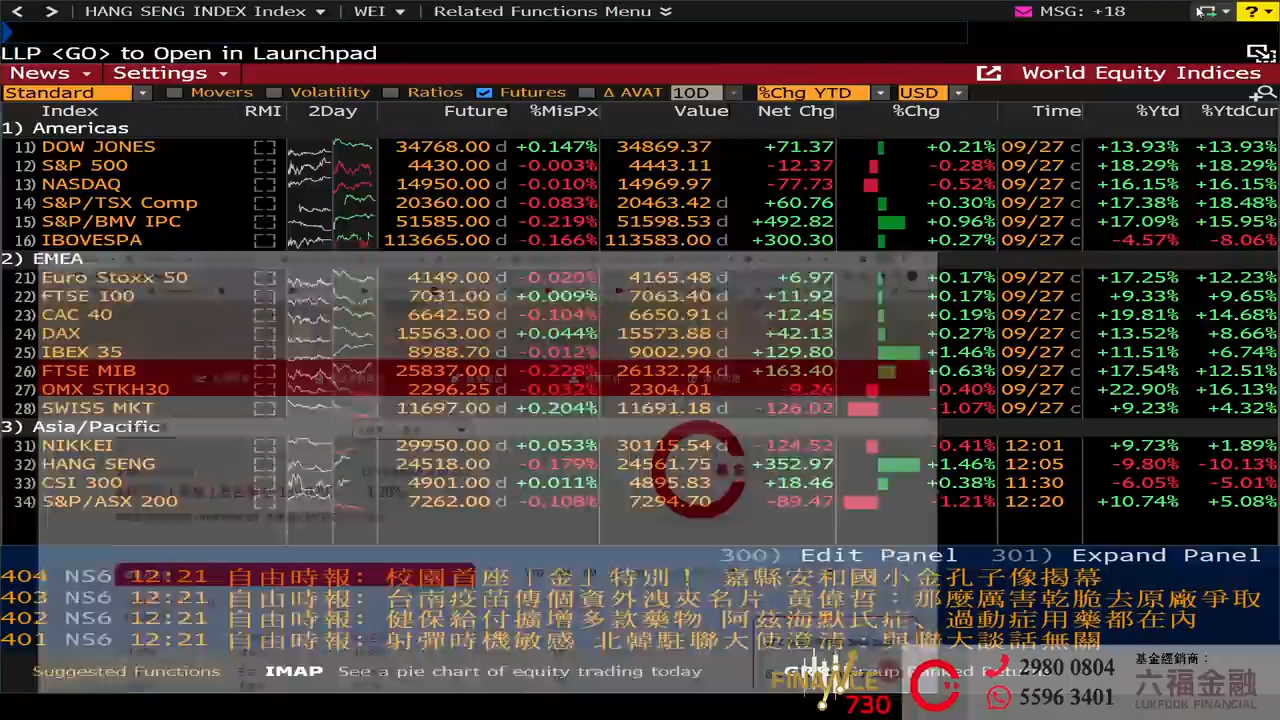 < > HANG SENG INDEX Index WEI Related Functions Menu MSG: +18 ?
LLP <GO> to Open in Launchpad
News Settings World Equity Indices
Standard Movers Volatility Ratios Futures Δ AVAT 10D %Chg YTD USD
Index RMI 2Day Future %MisPx Value Net Chg %Chg Time %Ytd %YtdCur
1) Americas
11) DOW JONES 34768.00 d +0.147% 34869.37 +71.37 +0.21% 09/27 c +13.93% +13.93%
12) S&P 500 4430.00 d -0.003% 4443.11 -12.37 -0.28% 09/27 c +18.29% +18.29%
13) NASDAQ 14950.00 d -0.010% 14969.97 -77.73 -0.52% 09/27 c +16.15% +16.15%
14) S&P/TSX Comp 20360.00 d -0.083% 20463.42 d +60.76 +0.30% 09/27 c +17.38% +18.48%
15) S&P/BMV IPC 51585.00 d -0.219% 51598.53 d +492.82 +0.96% 09/27 c +17.09% +15.95%
16) IBOVESPA 113665.00 d -0.166% 113583.00 d +300.30 +0.27% 09/27 c -4.57% -8.06%
2) EMEA
21) Euro Stoxx 50 4149.00 d -0.020% 4165.48 d +6.97 +0.17% 09/27 c +17.25% +12.23%
22) FTSE 100 7031.00 d +0.009% 7063.40 d +11.92 +0.17% 09/27 c +9.33% +9.65%
23) CAC 40 6642.50 d -0.104% 6650.91 d +12.45 +0.19% 09/27 c +19.81% +14.68%
24) DAX 15563.00 d +0.044% 15573.88 d +42.13 +0.27% 09/27 c +13.52% +8.66%
25) IBEX 35 8988.70 d -0.012% 9002.90 d +129.80 +1.46% 09/27 c +11.51% +6.74%
26) FTSE MIB 25837.00 d -0.228% 26132.24 d +163.40 +0.63% 09/27 c +17.54% +12.51%
27) OMX STKH30 2296.25 d -0.032% 2304.01 d -9.26 -0.40% 09/27 c +22.90% +16.13%
28) SWISS MKT 11697.00 d +0.204% 11691.18 d -126.02 -1.07% 09/27 c +9.23% +4.32%
3) Asia/Pacific
31) NIKKEI 29950.00 d +0.053% 30115.54 d -124.52 -0.41% 12:01 +9.73% +1.89%
32) HANG SENG 24518.00 d -0.179% 24561.75 d +352.97 +1.46% 12:05 -9.80% -10.13%
33) CSI 300 4901.00 d +0.011% 4895.83 +18.46 +0.38% 11:30 -6.05% -5.01%
34) S&P/ASX 200 7262.00 d -0.108% 7294.70 -89.47 -1.21% 12:20 +10.74% +5.08%
300) Edit Panel 301) Expand Panel
404 NS6 12:21 自由時報: 校園首座「金」特別! 嘉縣安和國小金孔子像揭幕
403 NS6 12:21 自由時報: 台南疫苗傳個資外洩夾名片 黃偉哲:那麼厲害乾脆去原廠爭取
402 NS6 12:21 自由時報: 健保給付擴增多款藥物 阿茲海默氏症、過動症用藥都在內
401 NS6 12:21 自由時報: 射彈時機敏感 北韓駐聯大使澄清:與聯大談話無關
Suggested Functions IMAP See a pie chart of equity trading today
FINANCE 730
2980 0804
5596 3401
基金經銷商:
六福金融
LUKFOOK FINANCIAL